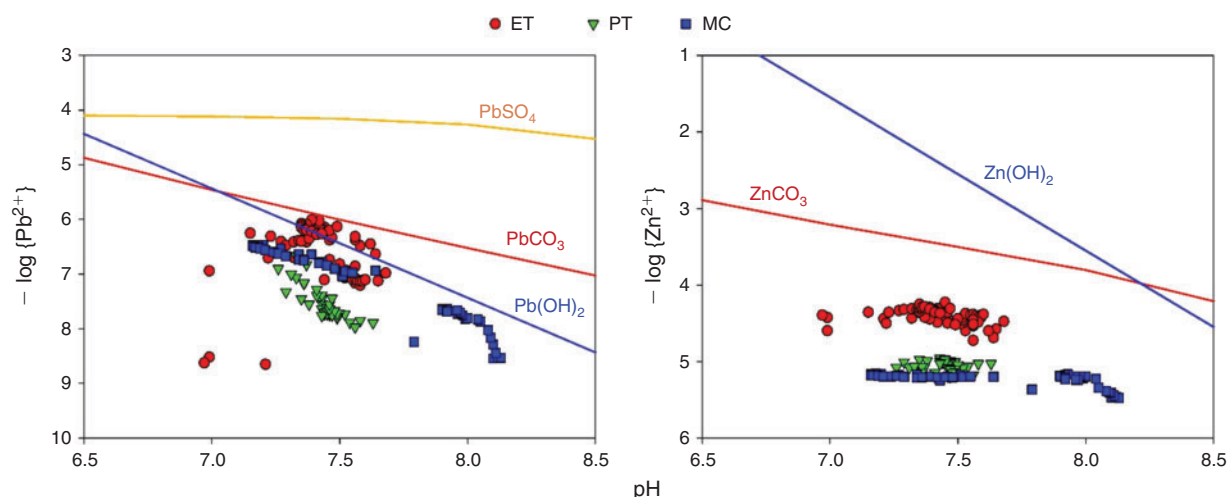 ET PT MC
3
4
5
6
7
8
9
10
− log {Pb²⁺}
PbSO₄
PbCO₃
Pb(OH)₂
6.5 7.0 7.5 8.0 8.5
1
2
3
4
5
6
− log {Zn²⁺}
Zn(OH)₂
ZnCO₃
6.5 7.0 7.5 8.0 8.5
pH